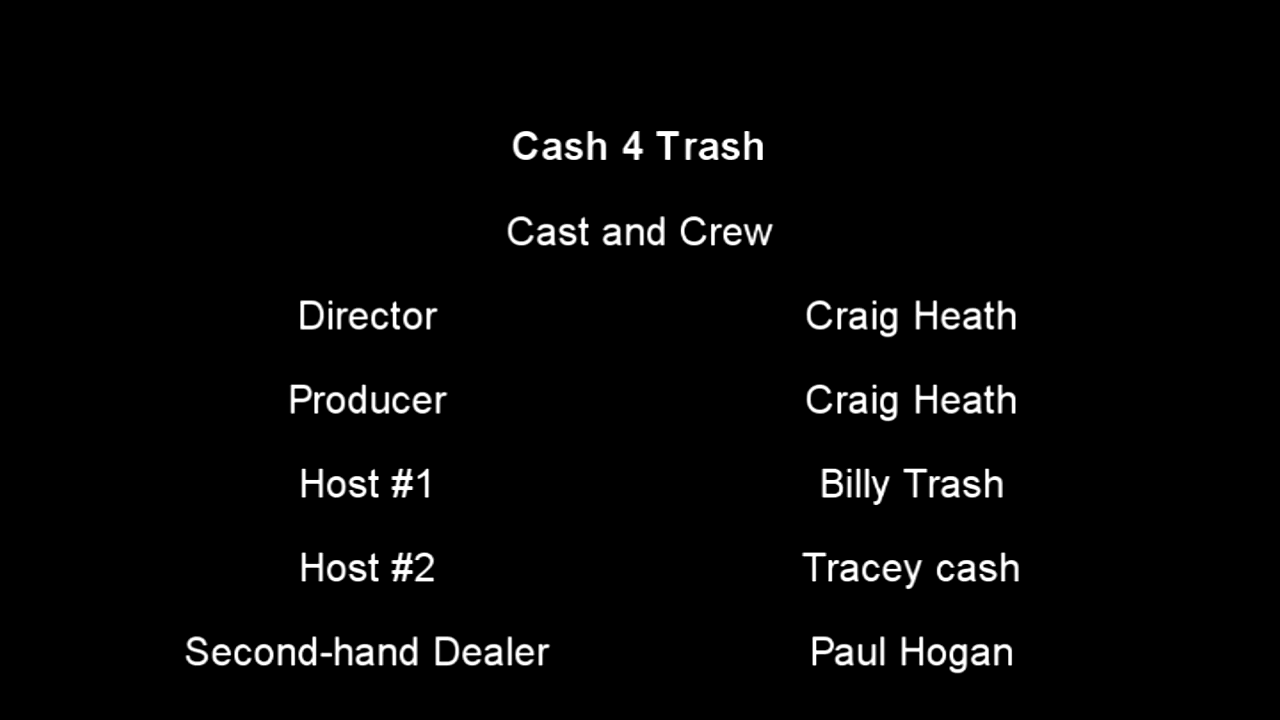 Cash 4 Trash
Cast and Crew
Director Craig Heath
Producer Craig Heath
Host #1 Billy Trash
Host #2 Tracey cash
Second-hand Dealer Paul Hogan